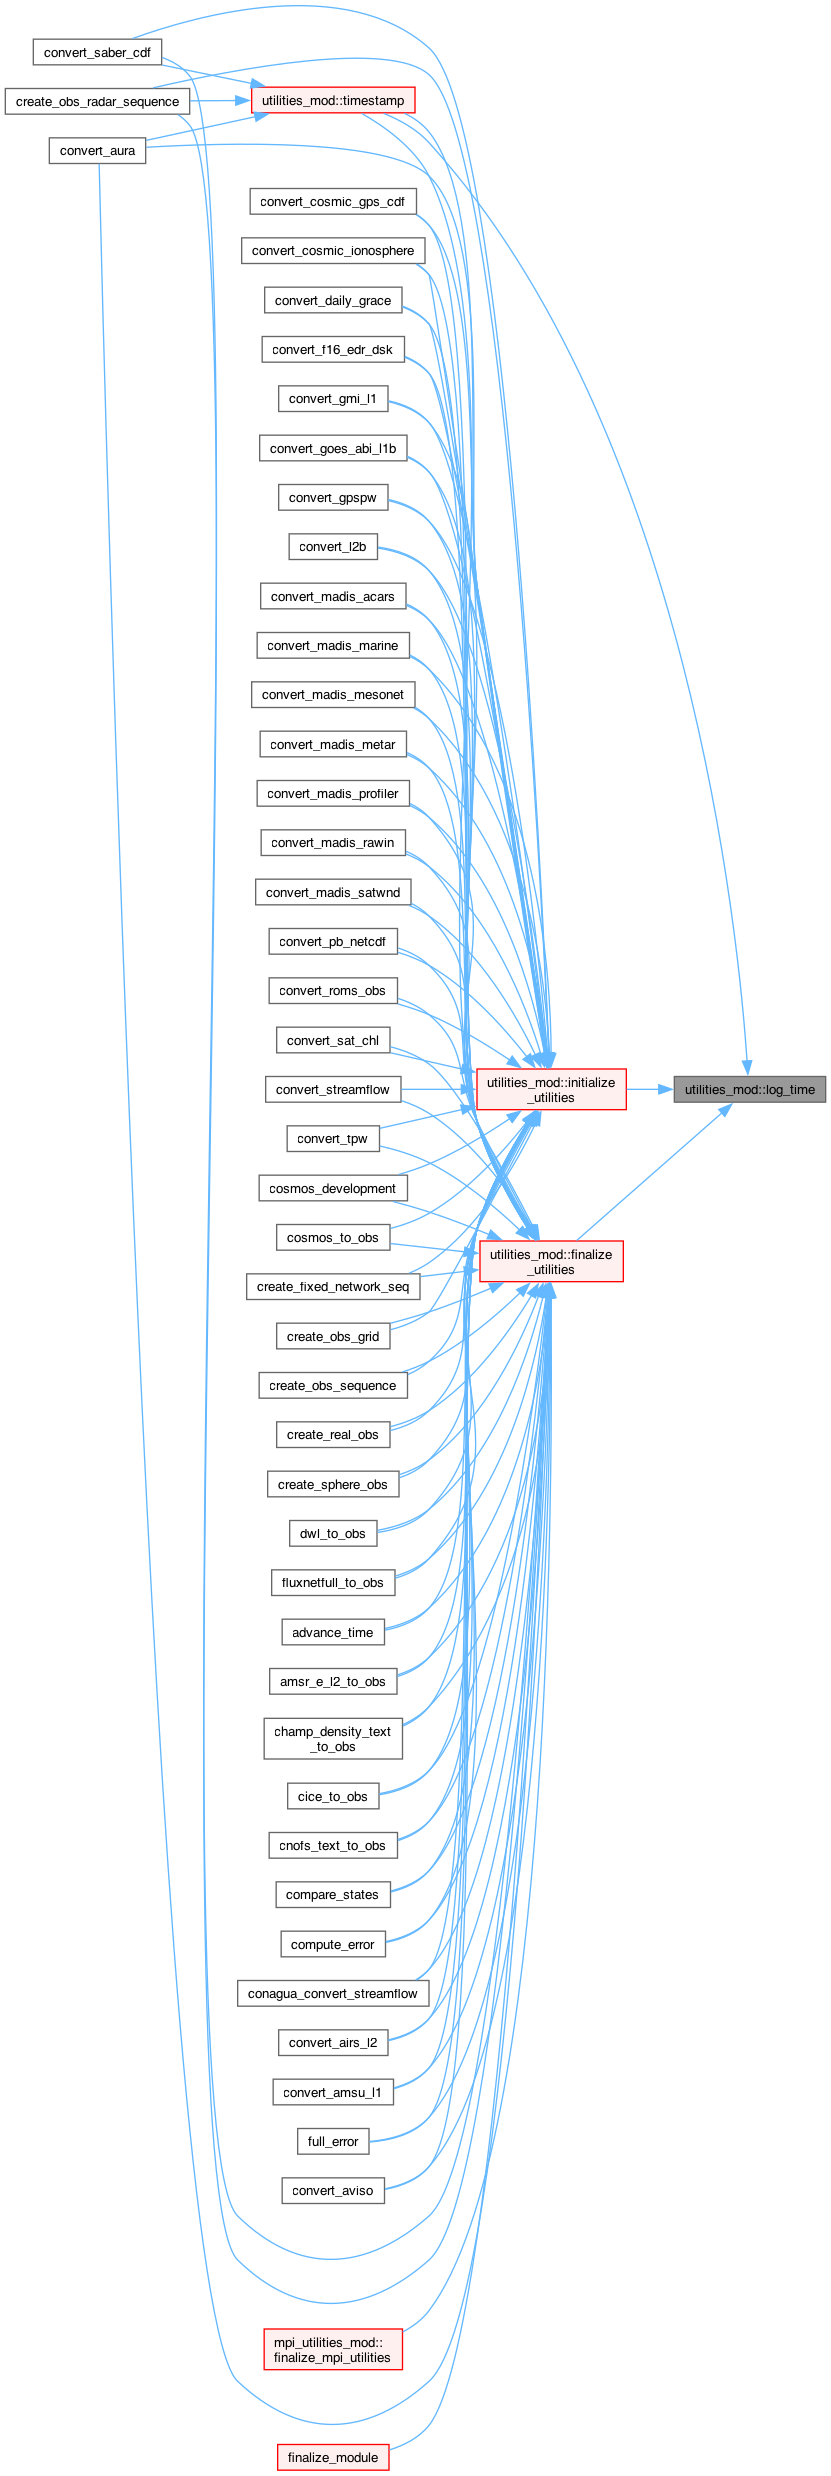 convert_saber_cdf
create_obs_radar_sequence
utilities_mod::timestamp
convert_aura
convert_cosmic_gps_cdf
convert_cosmic_ionosphere
convert_daily_grace
convert_f16_edr_dsk
convert_gmi_l1
convert_goes_abi_l1b
convert_gpspw
convert_l2b
convert_madis_acars
convert_madis_marine
convert_madis_mesonet
convert_madis_metar
convert_madis_profiler
convert_madis_rawin
convert_madis_satwnd
convert_pb_netcdf
convert_roms_obs
convert_sat_chl
convert_streamflow
utilities_mod::initialize
_utilities
utilities_mod::log_time
convert_tpw
cosmos_development
cosmos_to_obs
utilities_mod::finalize
_utilities
create_fixed_network_seq
create_obs_grid
create_obs_sequence
create_real_obs
create_sphere_obs
dwl_to_obs
fluxnetfull_to_obs
advance_time
amsr_e_l2_to_obs
champ_density_text
_to_obs
cice_to_obs
cnofs_text_to_obs
compare_states
compute_error
conagua_convert_streamflow
convert_airs_l2
convert_amsu_l1
full_error
convert_aviso
mpi_utilities_mod::
finalize_mpi_utilities
finalize_module